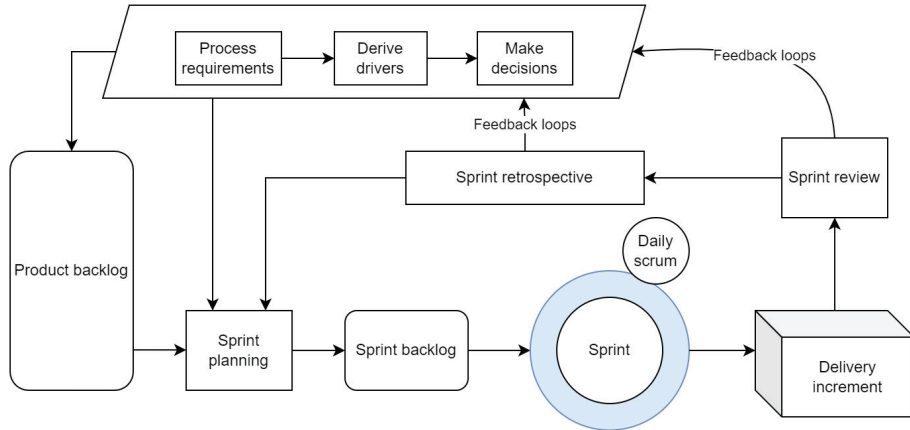 Process
requirements
Derive
drivers
Make
decisions
Feedback loops
Feedback loops
Sprint retrospective
Sprint review
Product backlog
Daily
scrum
Sprint
planning
Sprint backlog
Sprint
Delivery
increment